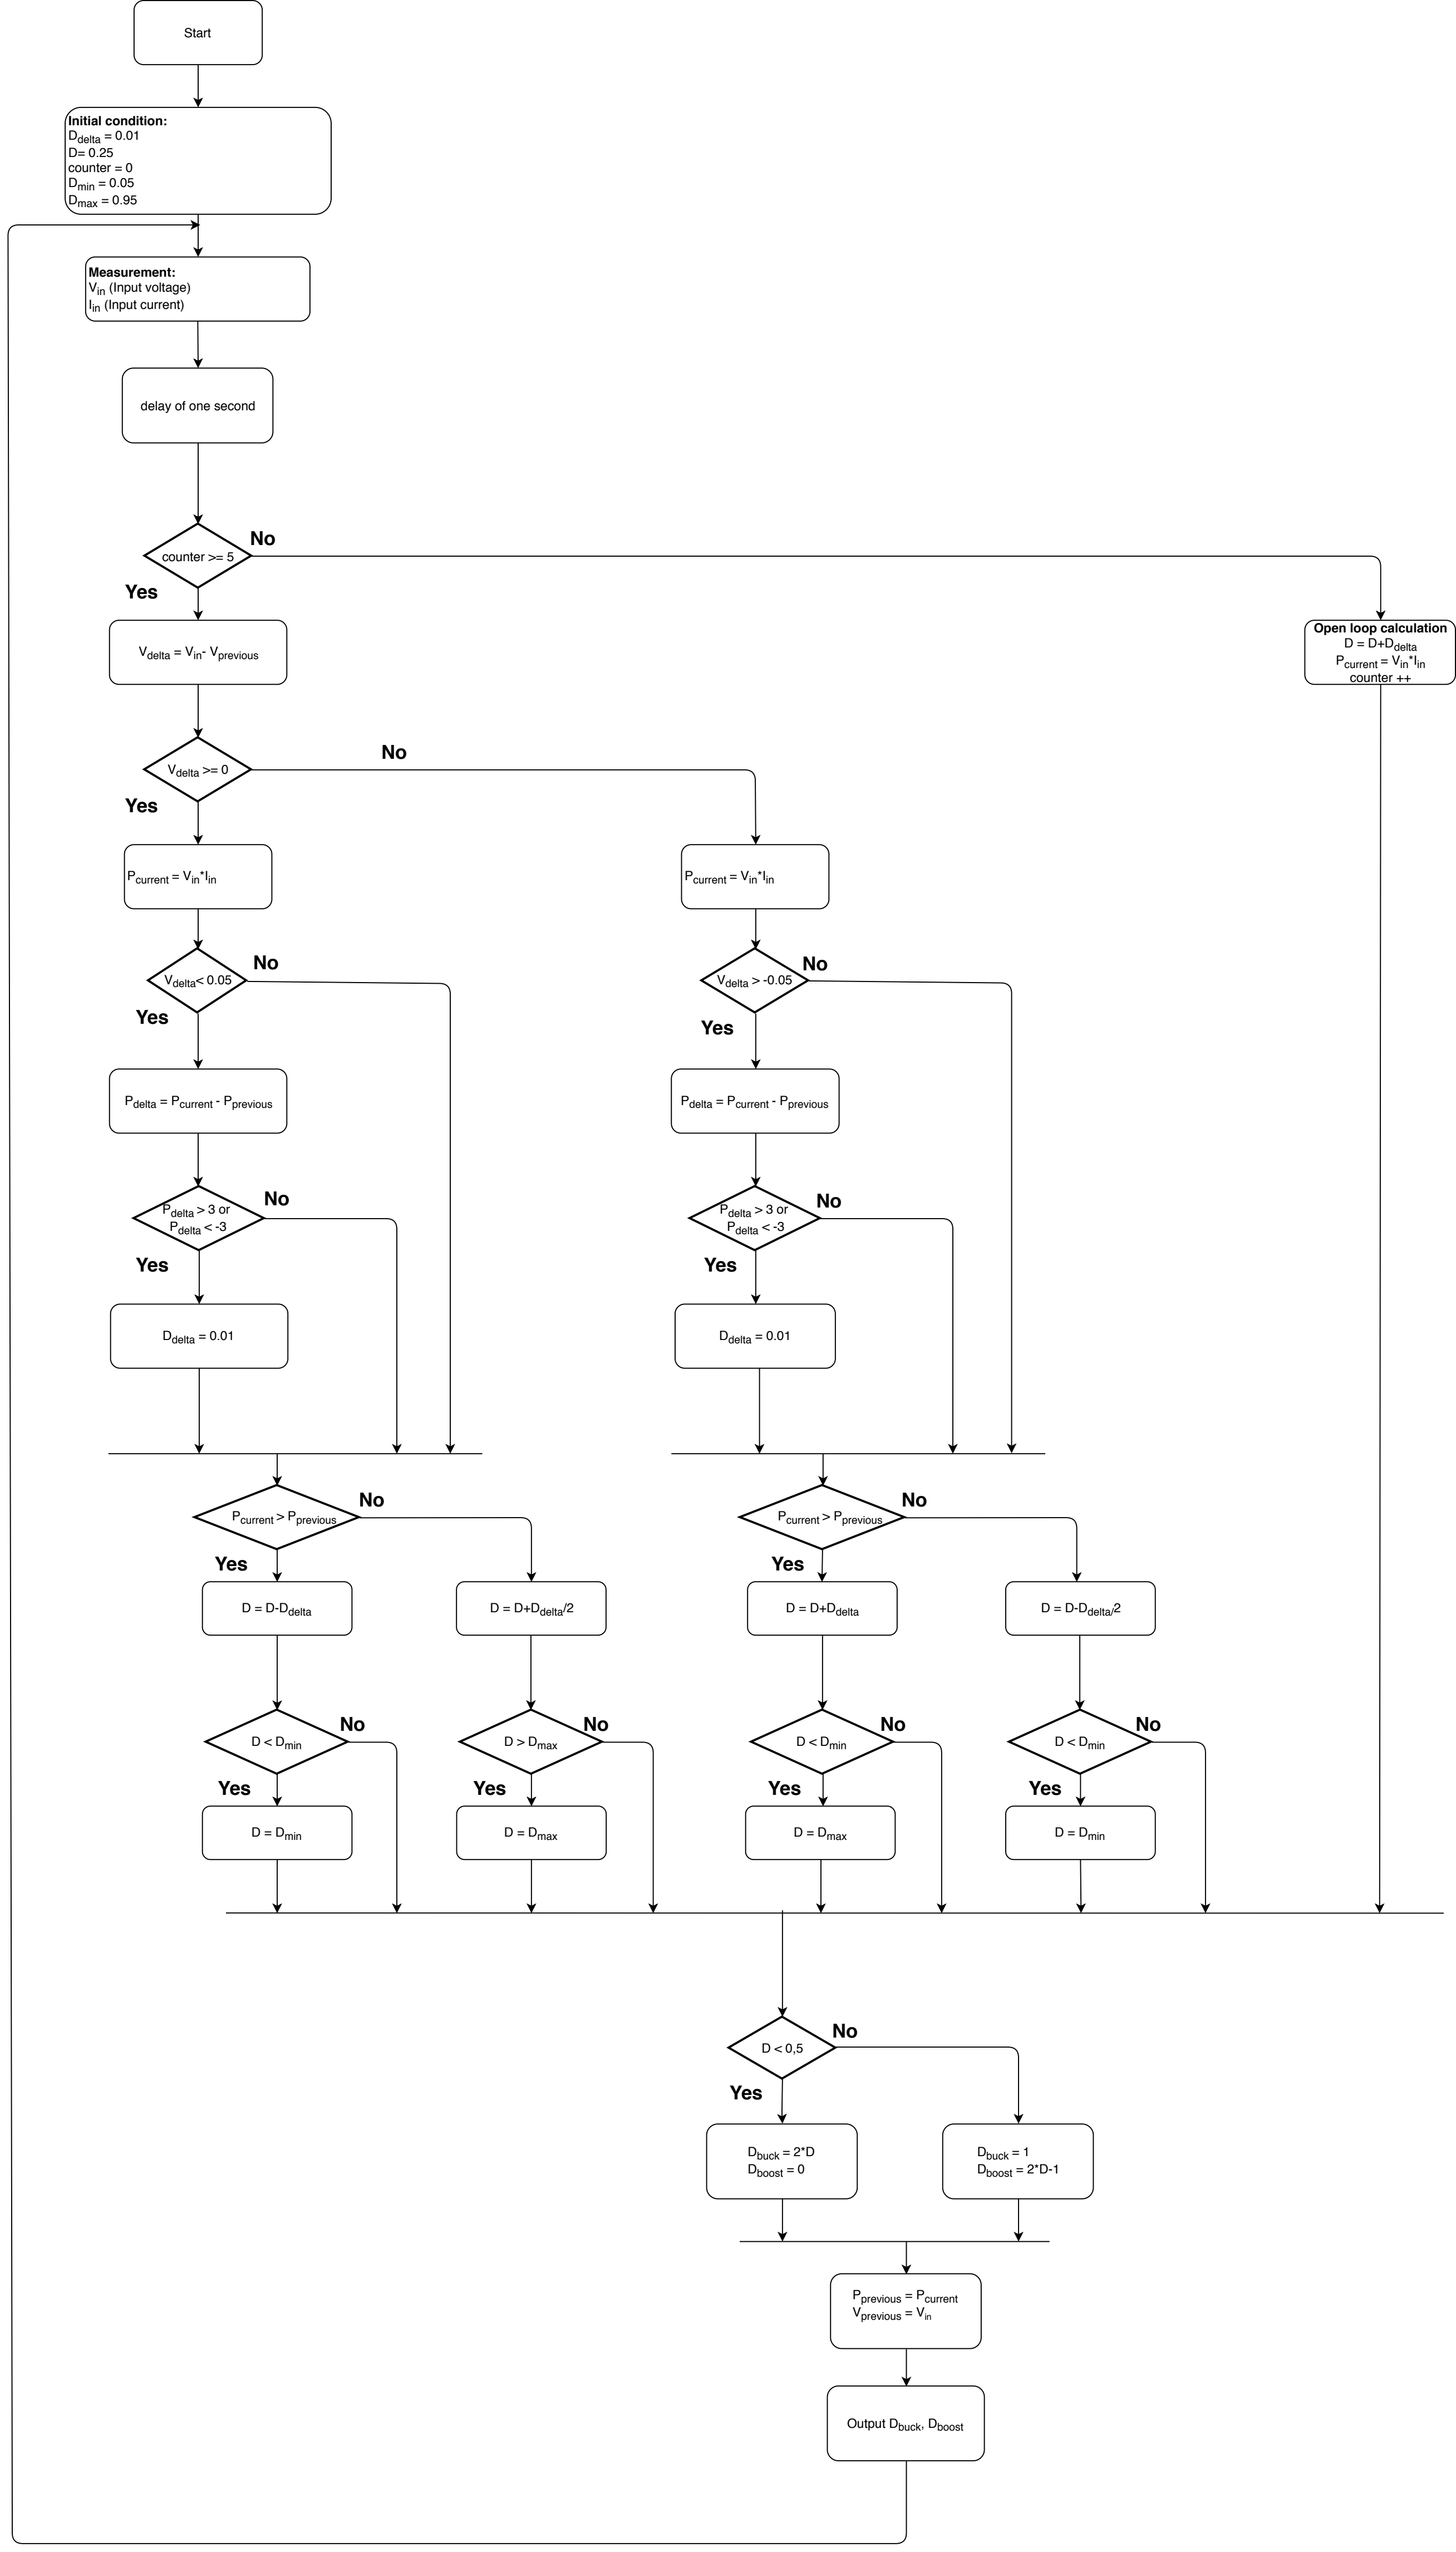 Start
Initial condition:
Ddelta = 0.01
D= 0.25
counter = 0
Dmin = 0.05
Dmax = 0.95
Measurement:
Vin (Input voltage)
Iin (Input current)
delay of one second
counter >= 5
No
Yes
Vdelta = Vin- Vprevious
Open loop calculation
D = D+Ddelta
Pcurrent = Vin*Iin
counter ++
Vdelta >= 0
No
Yes
Pcurrent = Vin*Iin
Pcurrent = Vin*Iin
Vdelta< 0.05
No
Yes
Vdelta > -0.05
No
Yes
Pdelta = Pcurrent - Pprevious
Pdelta = Pcurrent - Pprevious
Pdelta > 3 or
Pdelta < -3
No
Yes
Pdelta > 3 or
Pdelta < -3
No
Yes
Ddelta = 0.01
Ddelta = 0.01
Pcurrent > Pprevious
No
Yes
Pcurrent > Pprevious
No
Yes
D = D-Ddelta
D = D+Ddelta/2
D = D+Ddelta
D = D-Ddelta/2
D < Dmin
No
Yes
D > Dmax
No
Yes
D < Dmin
No
Yes
D < Dmin
No
Yes
D = Dmin
D = Dmax
D = Dmax
D = Dmin
D < 0,5
No
Yes
Dbuck = 2*D
Dboost = 0
Dbuck = 1
Dboost = 2*D-1
Pprevious = Pcurrent
Vprevious = Vin
Output Dbuck, Dboost